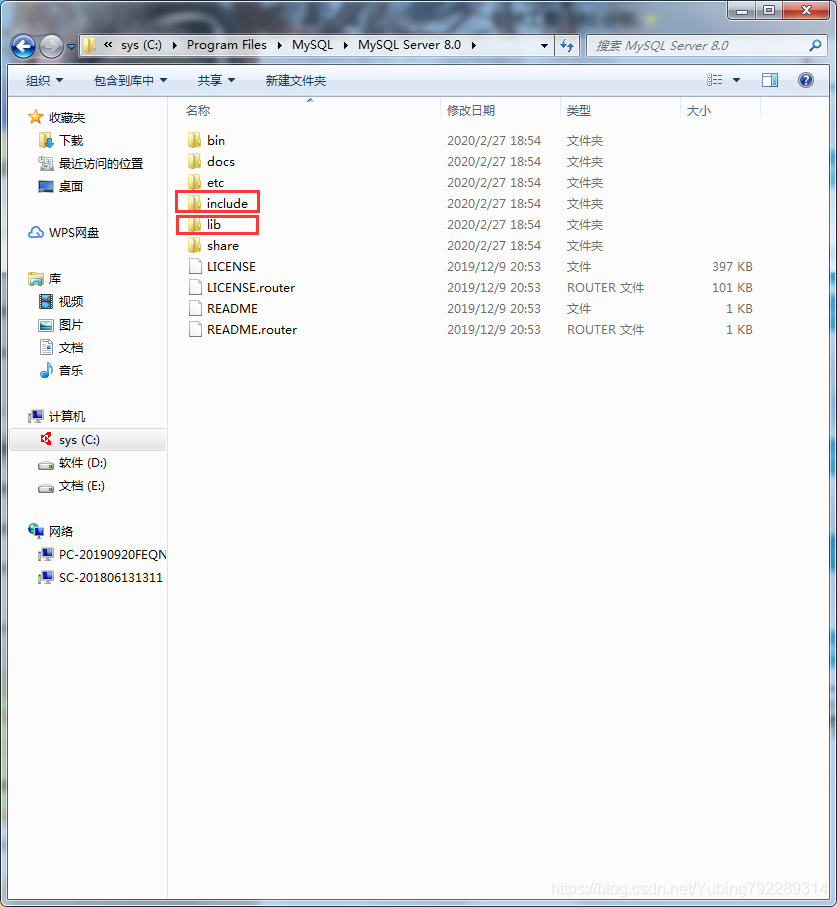 « sys (C:) ▸ Program Files ▸ MySQL ▸ MySQL Server 8.0 ▸ 搜索 MySQL Server 8.0
组织 包含到库中 共享 新建文件夹
名称 修改日期 类型 大小
收藏夹
下载
最近访问的位置
桌面
WPS网盘
库
视频
图片
文档
音乐
计算机
sys (C:)
软件 (D:)
文档 (E:)
网络
PC-20190920FEQN
SC-201806131311
bin 2020/2/27 18:54 文件夹
docs 2020/2/27 18:54 文件夹
etc 2020/2/27 18:54 文件夹
include 2020/2/27 18:54 文件夹
lib 2020/2/27 18:54 文件夹
share 2020/2/27 18:54 文件夹
LICENSE 2019/12/9 20:53 文件 397 KB
LICENSE.router 2019/12/9 20:53 ROUTER 文件 101 KB
README 2019/12/9 20:53 文件 1 KB
README.router 2019/12/9 20:53 ROUTER 文件 1 KB
https://blog.csdn.net/Yubing792289314